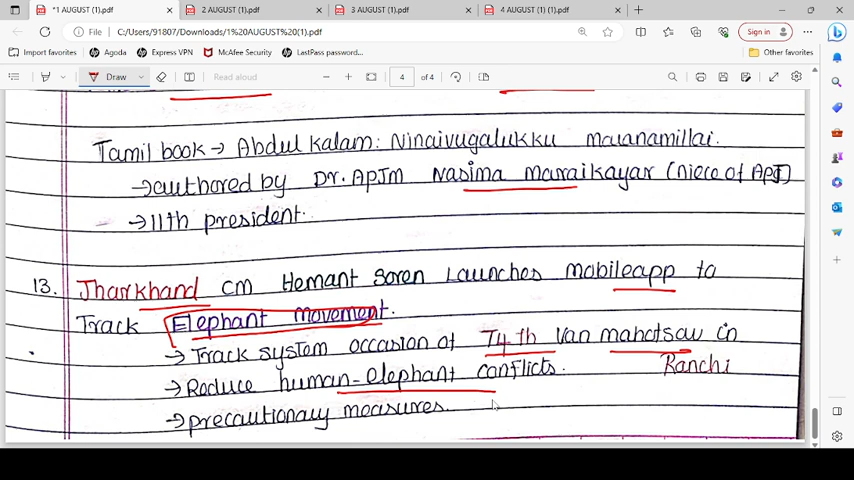 *1 AUGUST (1).pdf
2 AUGUST (1).pdf
3 AUGUST (1).pdf
4 AUGUST (1).pdf
File C:/Users/91807/Downloads/1%20AUGUST%20(1).pdf
Sign in
Import favorites
Agoda
Express VPN
McAfee Security
LastPass password...
Other favorites
Draw
Read aloud
4 of 4
Tamil book → Abdul Kalam: Ninaivugalukku maranamillai.
→ authored by Dr. APJM Nasima maraikayar (niece of APJ)
→ 11th president.
13. Jharkhand CM Hemant Soren Launches mobileapp to
Track Elephant movement.
→ Track system occasion of 74th Van mahotsav in
Ranchi
→ Reduce human-elephant conflicts.
→ precautionary measures.